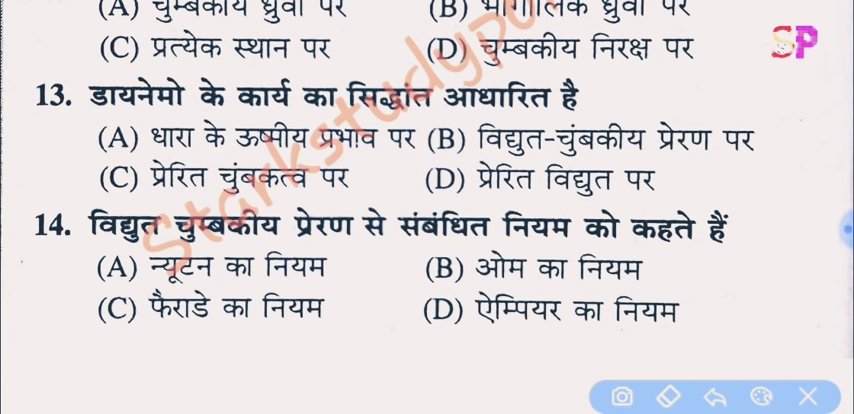 (A) चुम्बकीय ध्रुवों पर (B) भौगोलिक ध्रुवों पर
(C) प्रत्येक स्थान पर (D) चुम्बकीय निरक्ष पर
SP
13. डायनेमो के कार्य का सिद्धांत आधारित है
(A) धारा के ऊष्मीय प्रभाव पर (B) विद्युत-चुंबकीय प्रेरण पर
(C) प्रेरित चुंबकत्व पर (D) प्रेरित विद्युत पर
14. विद्युत चुम्बकीय प्रेरण से संबंधित नियम को कहते हैं
(A) न्यूटन का नियम (B) ओम का नियम
(C) फैराडे का नियम (D) ऐम्पियर का नियम